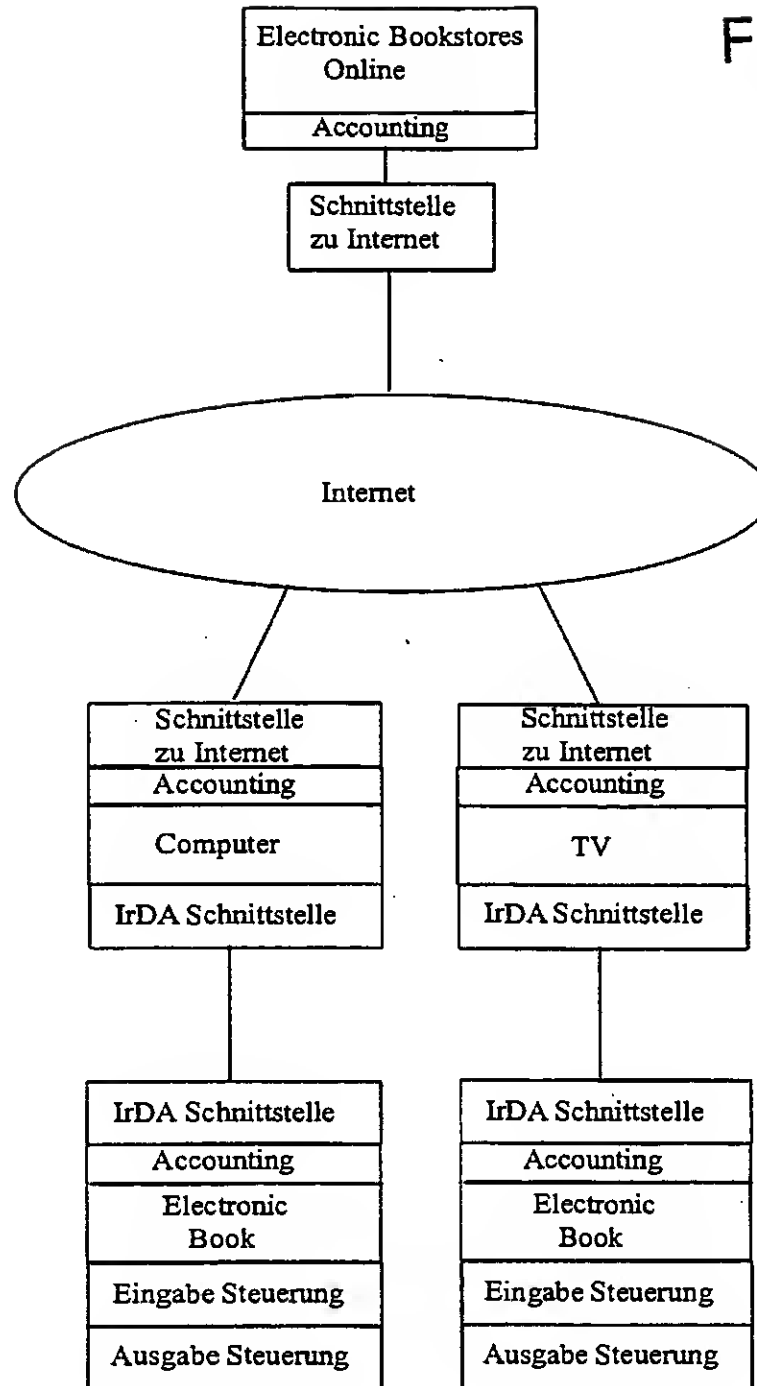 F
Electronic Bookstores
Online
Accounting
Schnittstelle
zu Internet
Internet
Schnittstelle
zu Internet
Accounting
Computer
IrDA Schnittstelle
Schnittstelle
zu Internet
Accounting
TV
IrDA Schnittstelle
IrDA Schnittstelle
Accounting
Electronic
Book
Eingabe Steuerung
Ausgabe Steuerung
IrDA Schnittstelle
Accounting
Electronic
Book
Eingabe Steuerung
Ausgabe Steuerung